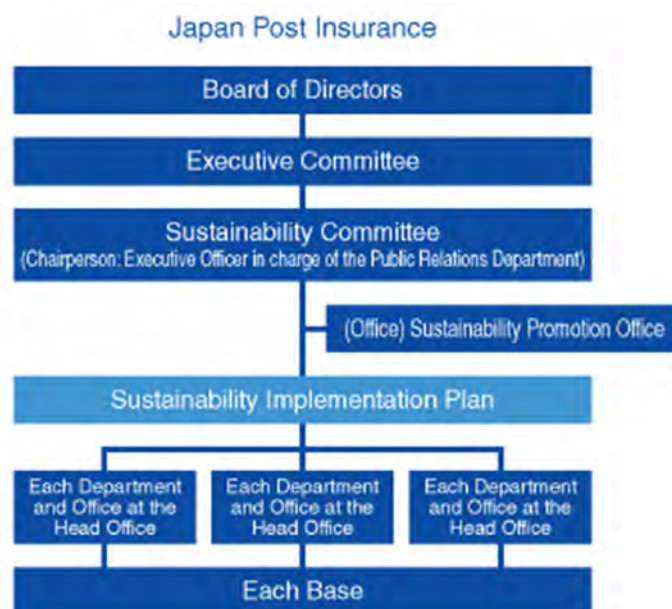 Japan Post Insurance
Board of Directors
Executive Committee
Sustainability Committee
(Chairperson: Executive Officer in charge of the Public Relations Department)
(Office) Sustainability Promotion Office
Sustainability Implementation Plan
Each Department
and Office at the
Head Office
Each Department
and Office at the
Head Office
Each Department
and Office at the
Head Office
Each Base